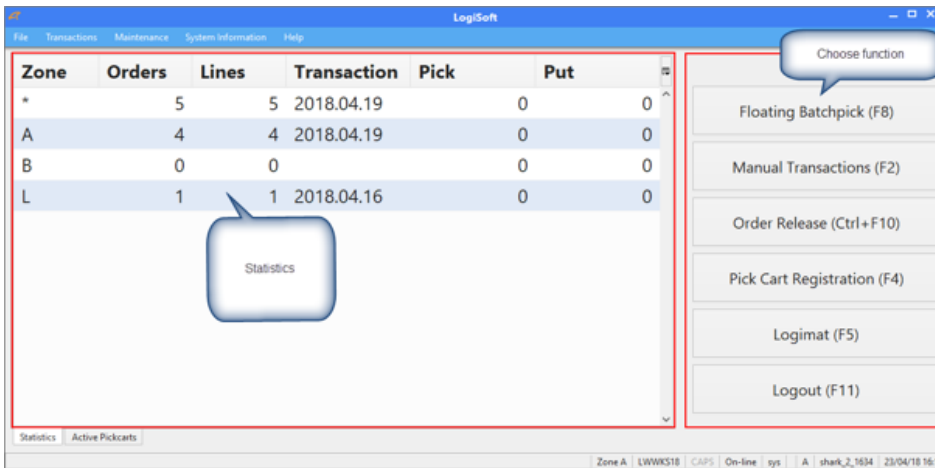 LogiSoft
File Transactions Maintenance System Information Help
Choose function
Zone Orders Lines Transaction Pick Put
* 5 5 2018.04.19 0 0
A 4 4 2018.04.19 0 0
B 0 0 0 0
L 1 1 2018.04.16 0 0
Statistics
Floating Batchpick (F8)
Manual Transactions (F2)
Order Release (Ctrl+F10)
Pick Cart Registration (F4)
Logimat (F5)
Logout (F11)
Statistics Active Pickcarts
Zone A LWWKS18 CAPS On-line sys A shark_2_1634 23/04/18 16: